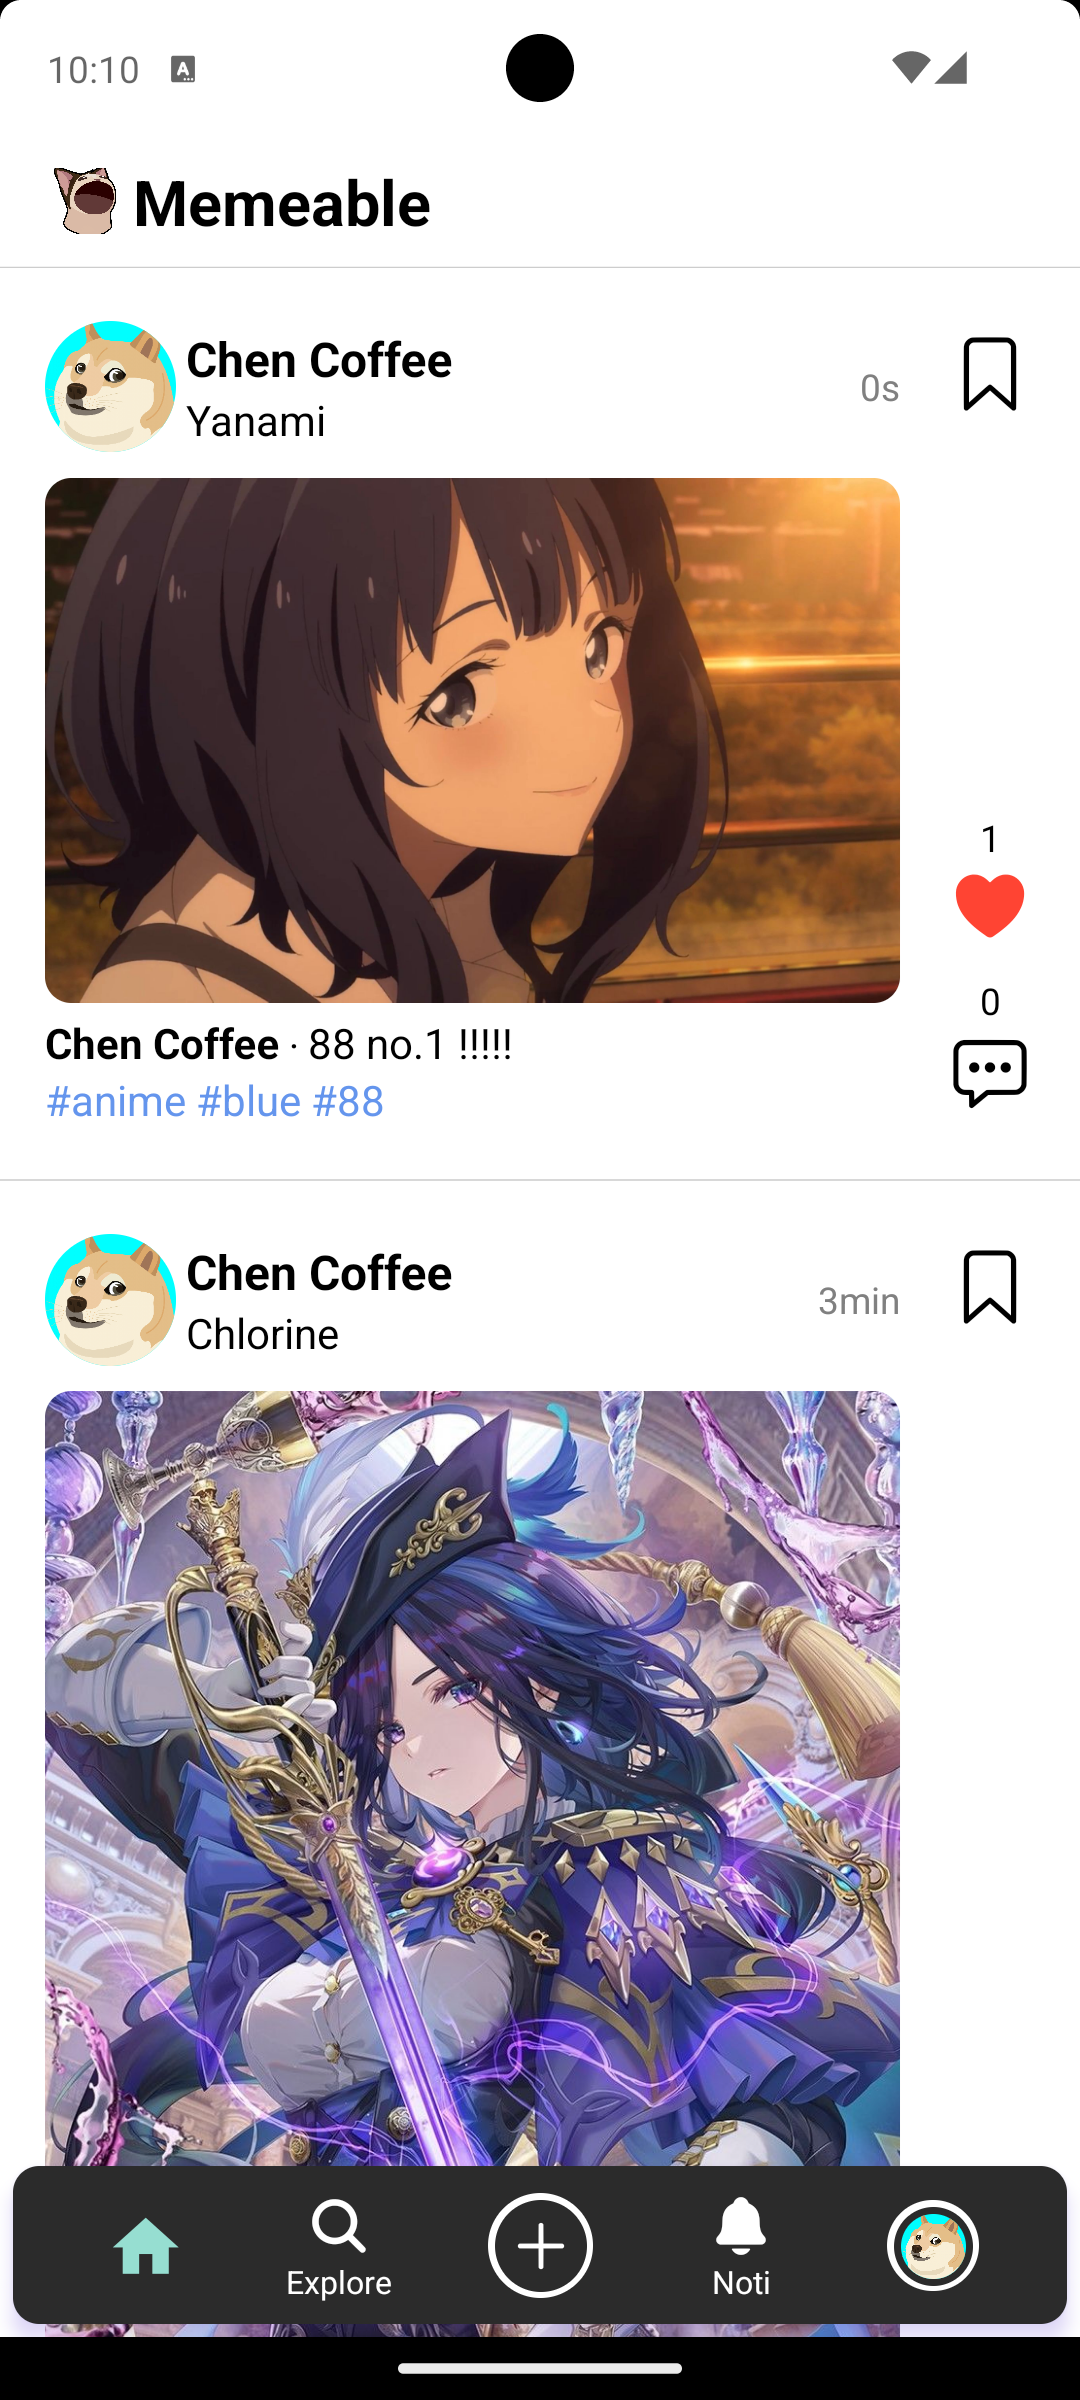 10:10
A
Memeable
Chen Coffee
Yanami
0s
1
0
Chen Coffee · 88 no.1 !!!!!
#anime #blue #88
Chen Coffee
Chlorine
3min
Explore
Noti